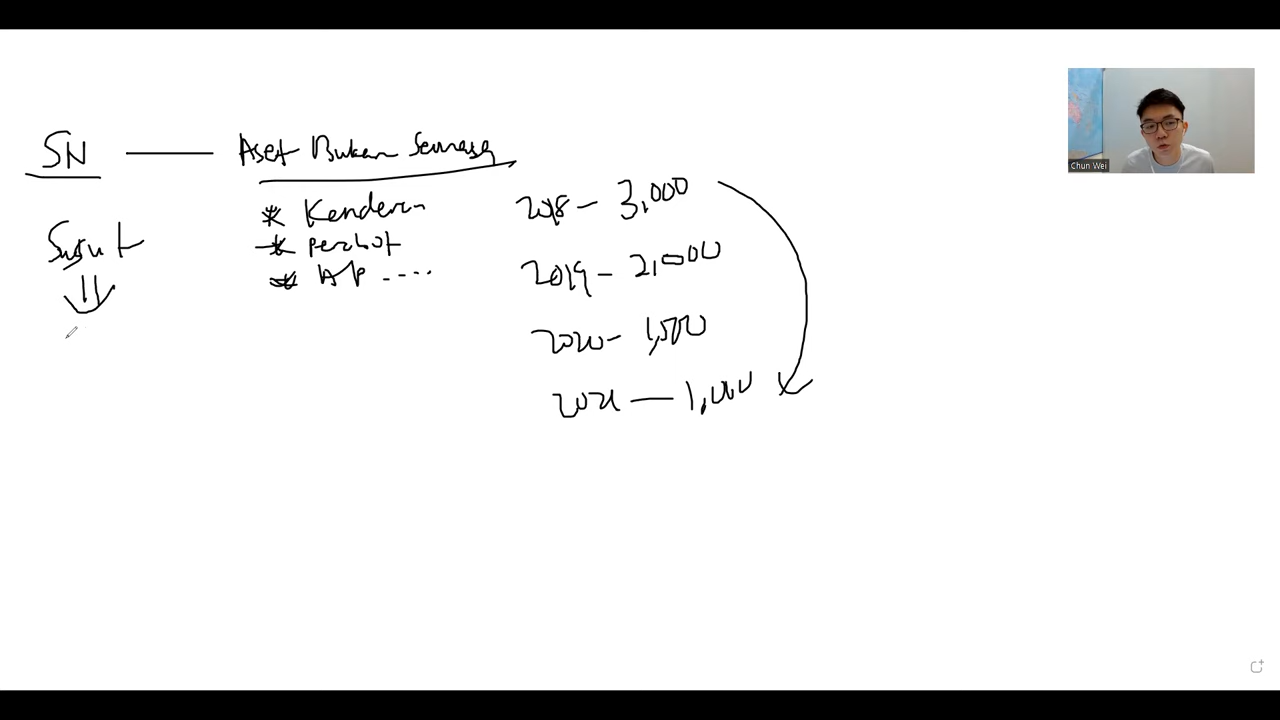 SN — Aset Bukan Semasa
Susut
* Kenderan
* perabot
* A/P ....
2018 - 3,000
2019 - 2,000
2020 - 1,500
2021 — 1,000
Chun Wei